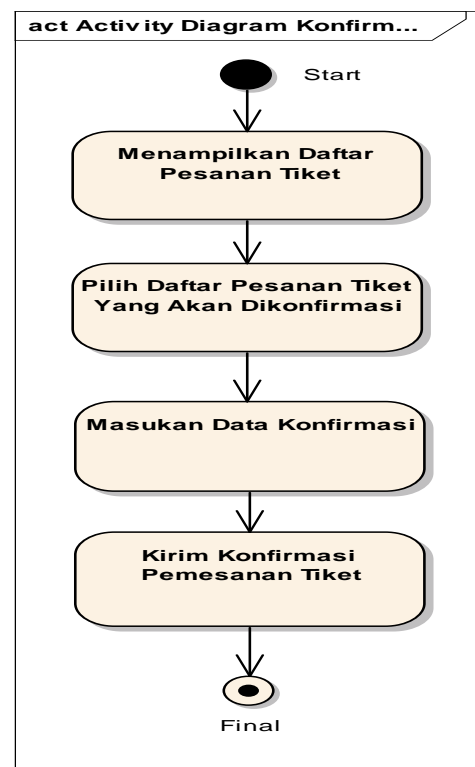 act Activity Diagram Konfirm...
Start
Menampilkan Daftar
Pesanan Tiket
Pilih Daftar Pesanan Tiket
Yang Akan Dikonfirmasi
Masukan Data Konfirmasi
Kirim Konfirmasi
Pemesanan Tiket
Final